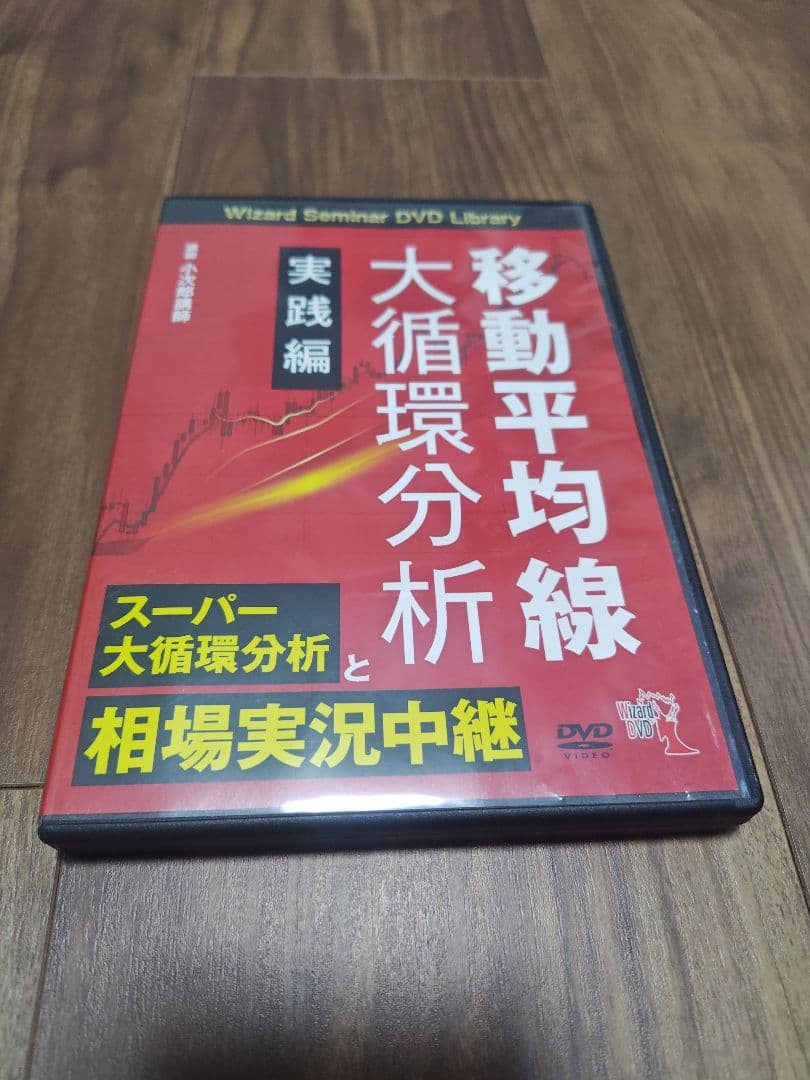 Wizard Seminar DVD Library
移動平均線
大循環分析
実践編
講師 小次郎講師
スーパー
大循環分析
と
相場実況中継
DVD
VIDEO
Wizard
DVD